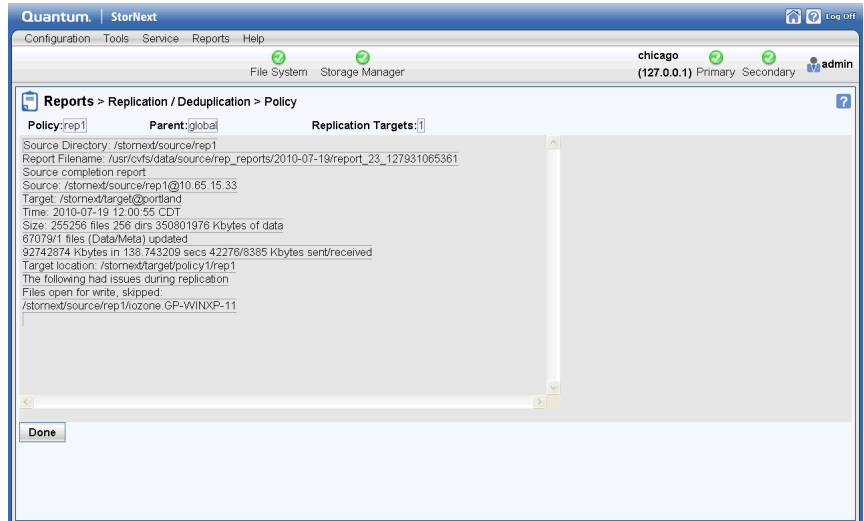 Quantum. | StorNext
Log Off
Configuration Tools Service Reports Help
File System Storage Manager
chicago
(127.0.0.1) Primary Secondary
admin
Reports > Replication / Deduplication > Policy
Policy: rep1 Parent: global Replication Targets: 1
Source Directory: /stornext/source/rep1
Report Filename: /usr/cvfs/data/source/rep_reports/2010-07-19/report_23_127931065361
Source completion report
Source: /stornext/source/rep1@10.65.15.33
Target: /stornext/target@portland
Time: 2010-07-19 12:00:55 CDT
Size: 255256 files 256 dirs 350801976 Kbytes of data
67079/1 files (Data/Meta) updated
92742874 Kbytes in 138.743209 secs 42276/8385 Kbytes sent/received
Target location: /stornext/target/policy1/rep1
The following had issues during replication
Files open for write, skipped:
/stornext/source/rep1/iozone.GP-WINXP-11
Done